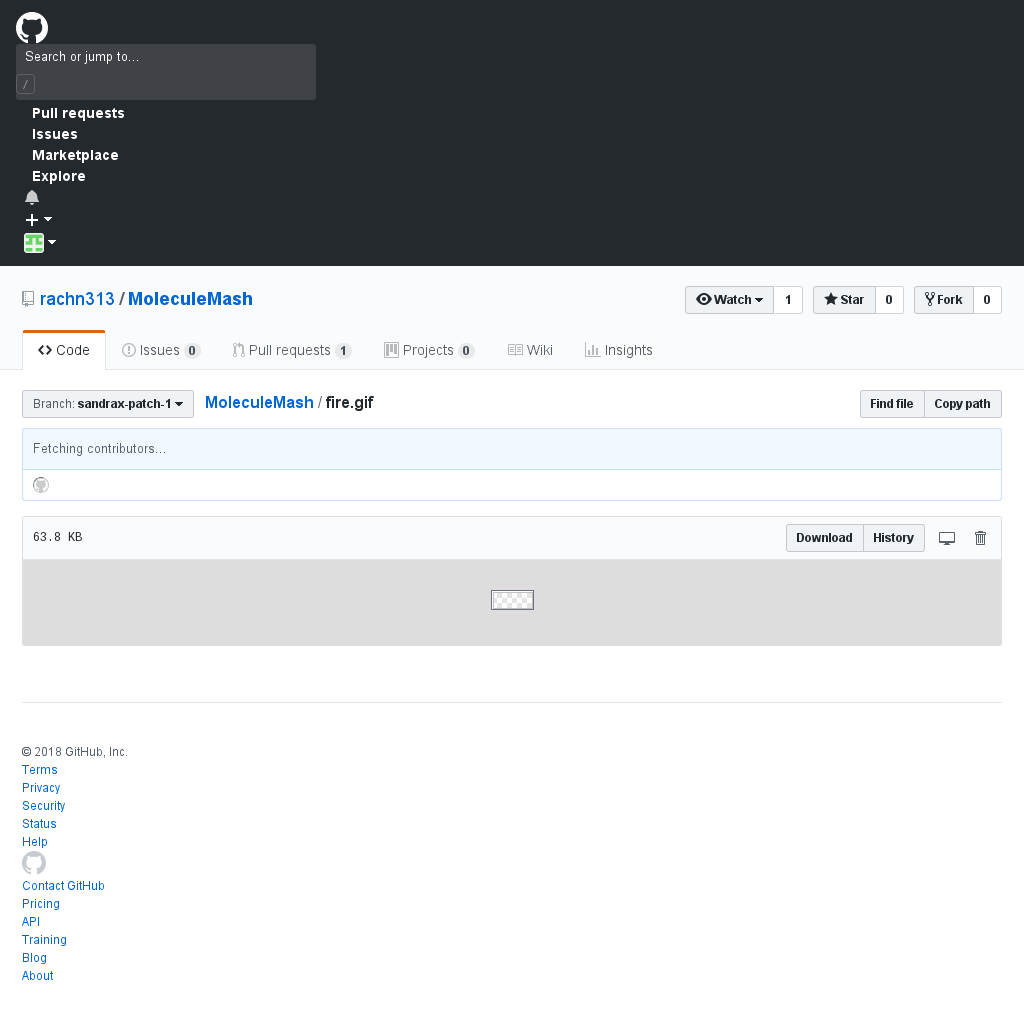 Search or jump to…
/
Pull requests
Issues
Marketplace
Explore
rachn313 / MoleculeMash
Watch 1 Star 0 Fork 0
Code Issues 0 Pull requests 1 Projects 0 Wiki Insights
Branch: sandrax-patch-1 MoleculeMash / fire.gif Find file Copy path
Fetching contributors…
63.8 KB Download History
© 2018 GitHub, Inc.
Terms
Privacy
Security
Status
Help
Contact GitHub
Pricing
API
Training
Blog
About